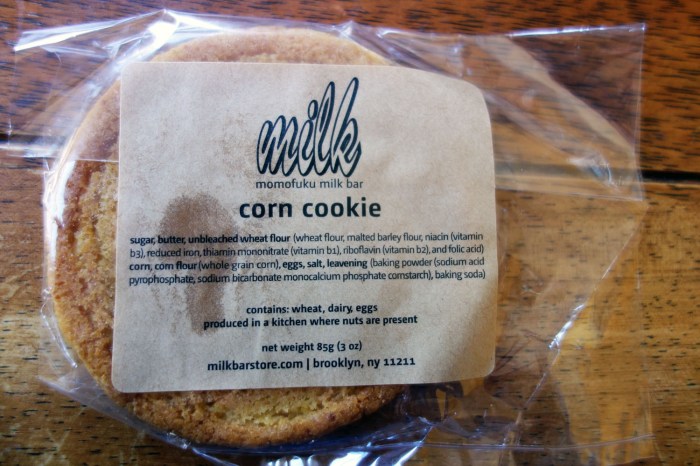 milk
momofuku milk bar
corn cookie
sugar, butter, unbleached wheat flour (wheat flour, malted barley flour, niacin (vitamin
b3), reduced iron, thiamin mononitrate (vitamin b1), riboflavin (vitamin b2), and folic acid)
corn, corn flour (whole grain corn), eggs, salt, leavening (baking powder (sodium acid
pyrophosphate, sodium bicarbonate monocalcium phosphate cornstarch), baking soda)
contains: wheat, dairy, eggs
produced in a kitchen where nuts are present
net weight 85g (3 oz)
milkbarstore.com | brooklyn, ny 11211